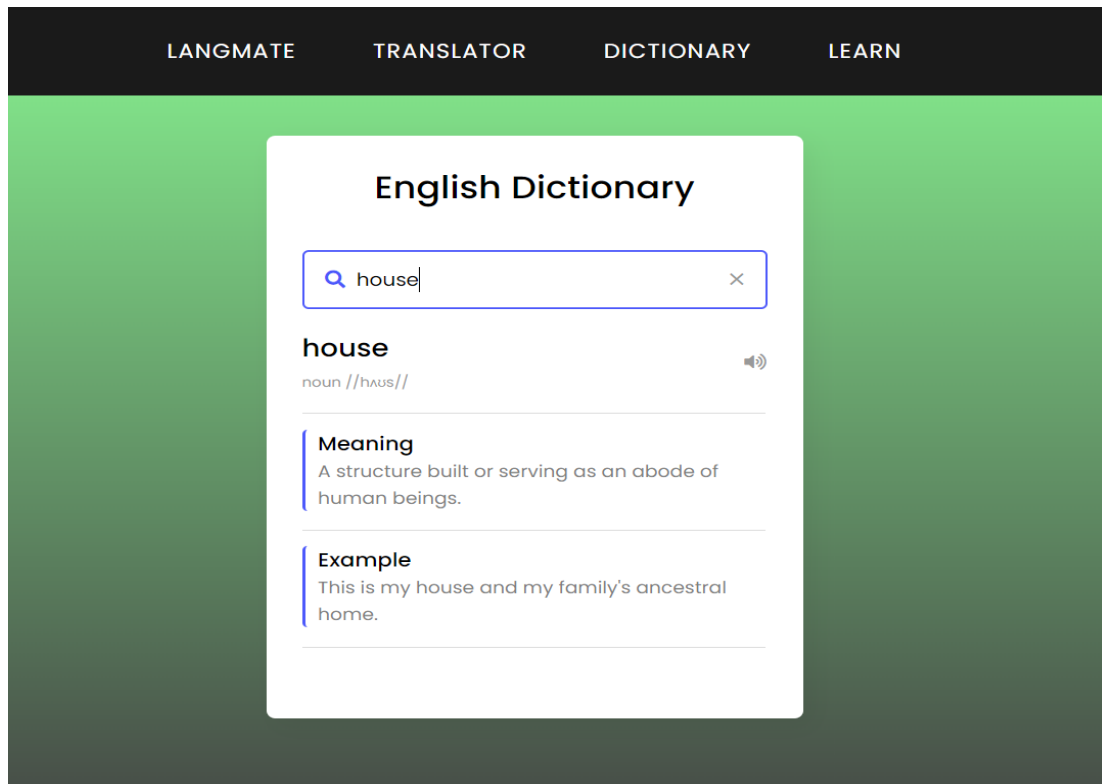 LANGMATE TRANSLATOR DICTIONARY LEARN
English Dictionary
house
house
noun //hʌʊs//
Meaning
A structure built or serving as an abode of
human beings.
Example
This is my house and my family's ancestral
home.